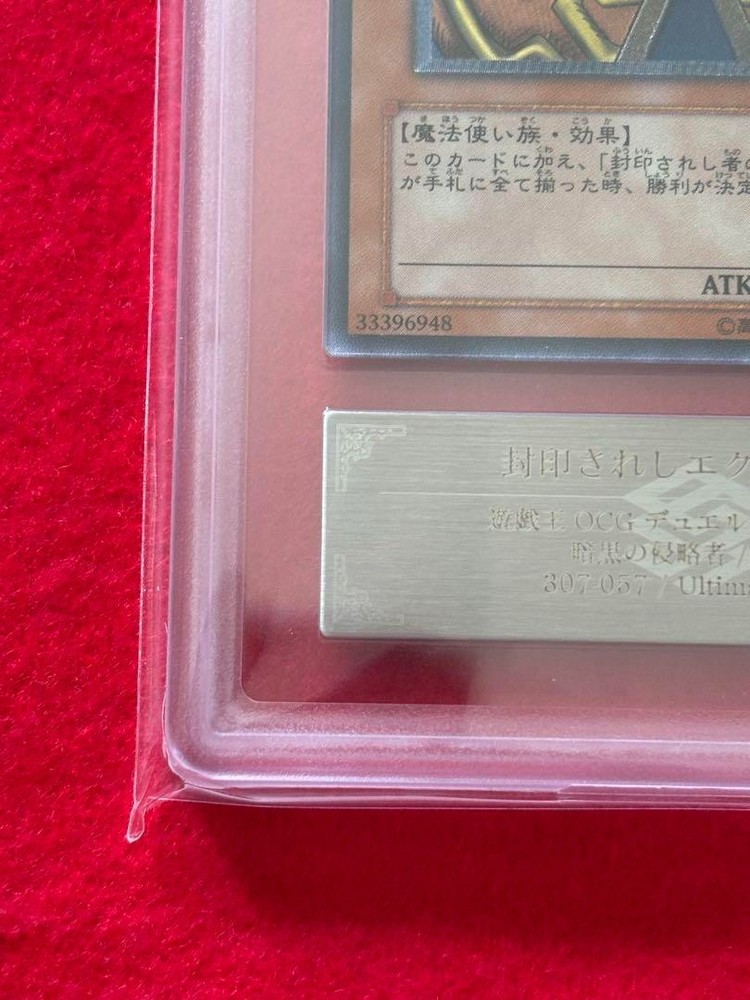 【魔法使い族・効果】
このカードに加え、「封印されし者の
が手札に全て揃った時、勝利が決定
ATK
33396948
©高
封印されしエク
遊戯王 OCG デュエル
暗黒の侵略者
307-057 / Ultima